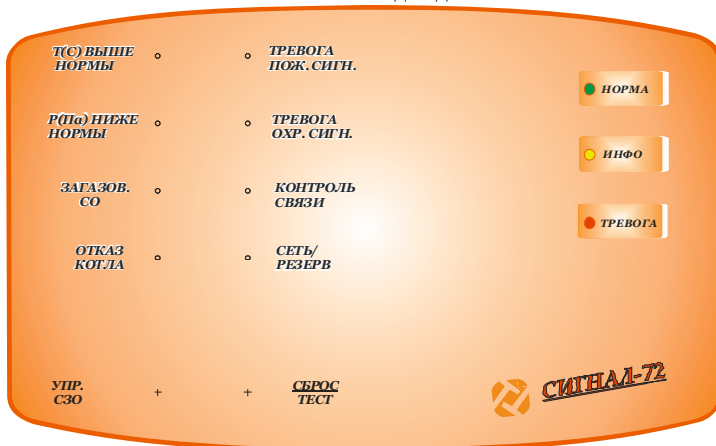 Т(С) ВЫШЕ
НОРМЫ
ТРЕВОГА
ПОЖ. СИГН.
НОРМА
Р(Па) НИЖЕ
НОРМЫ
ТРЕВОГА
ОХР. СИГН.
ИНФО
ЗАГАЗОВ.
СО
КОНТРОЛЬ
СВЯЗИ
ТРЕВОГА
ОТКАЗ
КОТЛА
СЕТЬ/
РЕЗЕРВ
УПР.
СЗО
+ +
СБРОС
ТЕСТ
СИГНАЛ-72